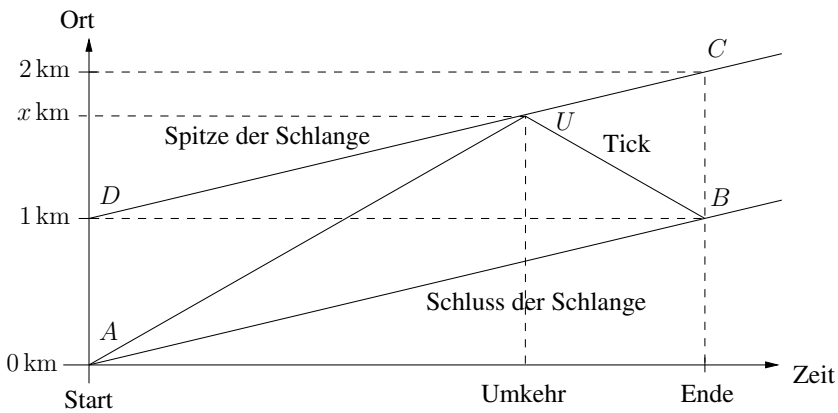 Ort
C
2 km
x km
U
Spitze der Schlange
Tick
D
B
1 km
Schluss der Schlange
A
0 km
Zeit
Start
Umkehr
Ende